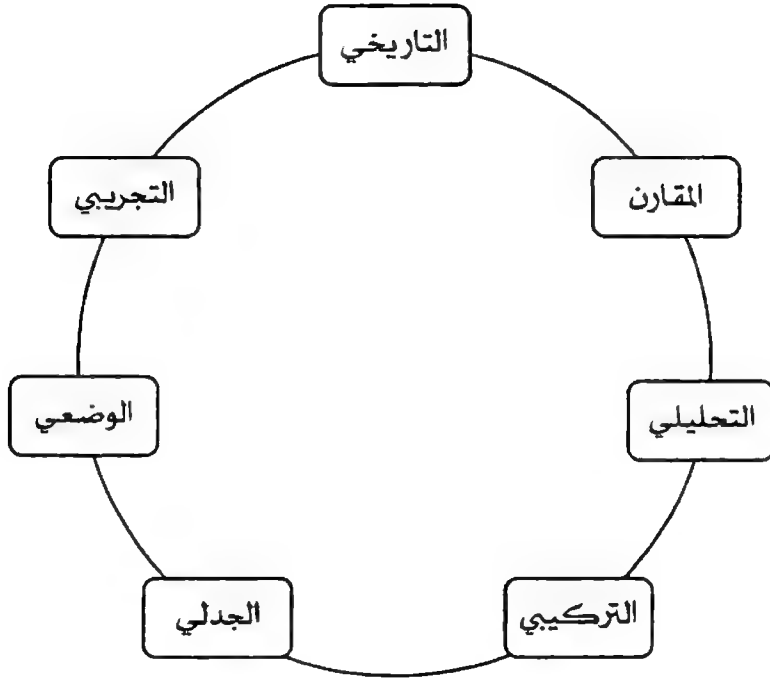 التاريخي
المقارن
التحليلي
التركيبي
الجدلي
الوضعي
التجريبي